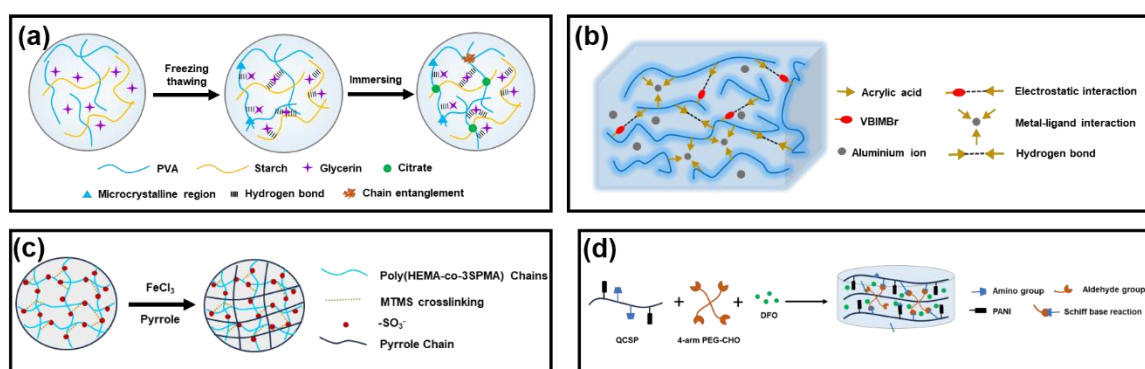 (a)
Freezing
thawing
Immersing
PVA
Starch
Glycerin
Citrate
Microcrystalline region
Hydrogen bond
Chain entanglement
(b)
Acrylic acid
Electrostatic interaction
VBIMBr
Metal-ligand interaction
Aluminium ion
Hydrogen bond
(c)
FeCl3
Pyrrole
Poly(HEMA-co-3SPMA) Chains
MTMS crosslinking
-SO3-
Pyrrole Chain
(d)
QCSP
+
4-arm PEG-CHO
+
DFO
Amino group
Aldehyde group
PANI
Schiff base reaction